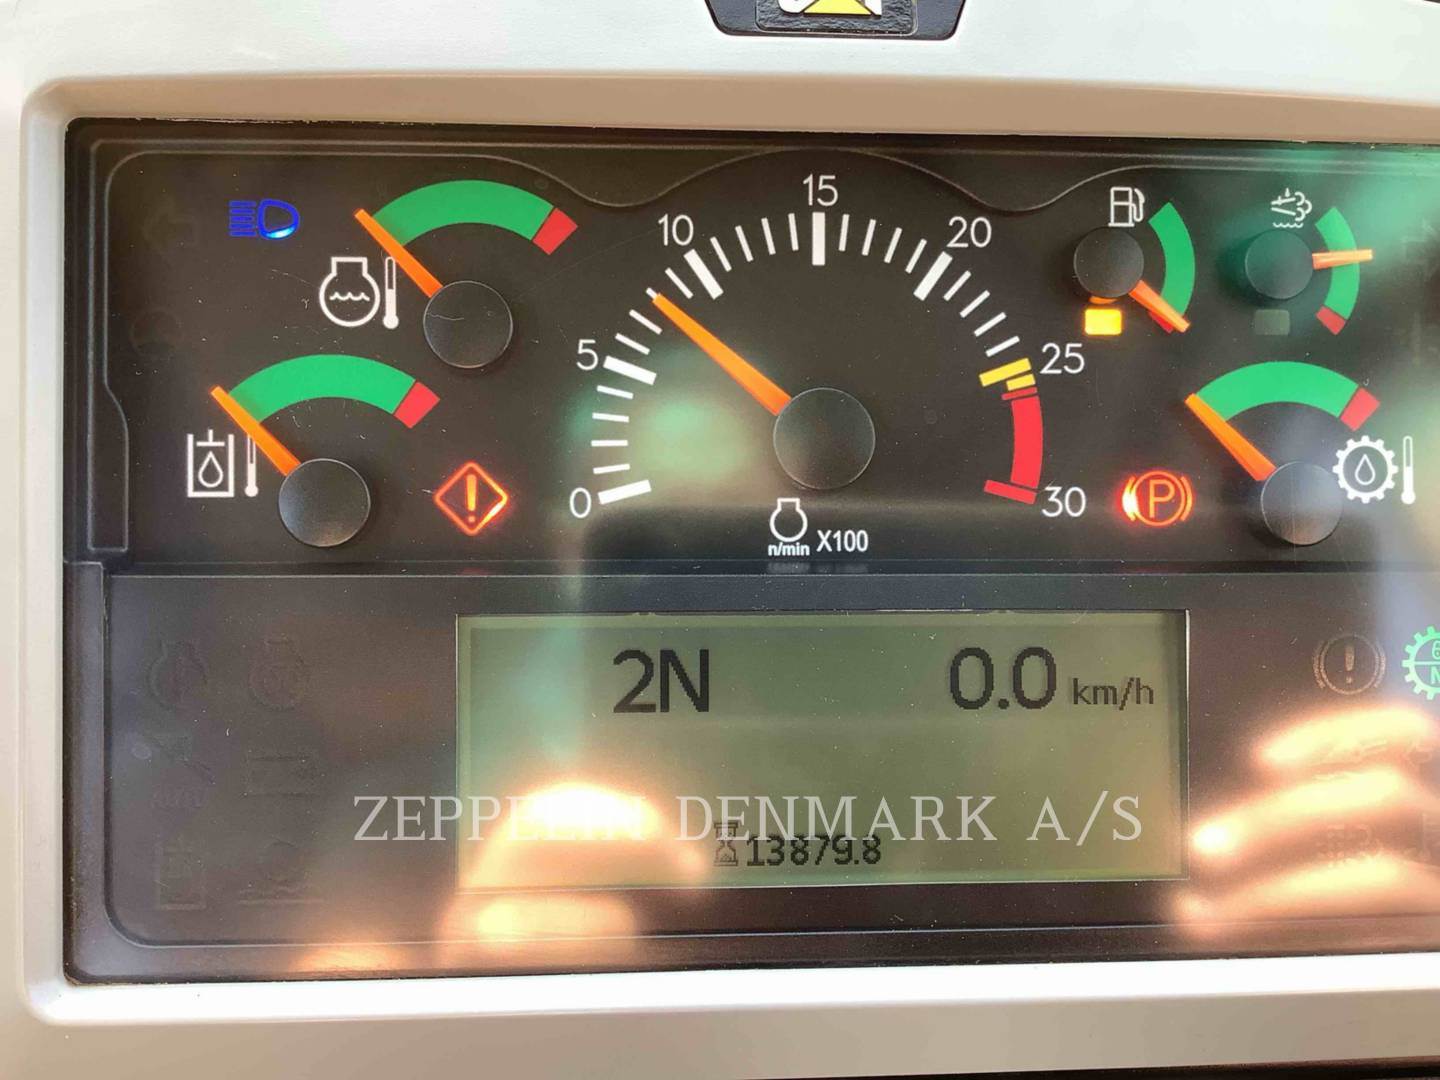 15
10
20
5
25
0
30
n/min X100
P
2N 0.0 km/h
ZEPPELIN DENMARK A/S
13879.8